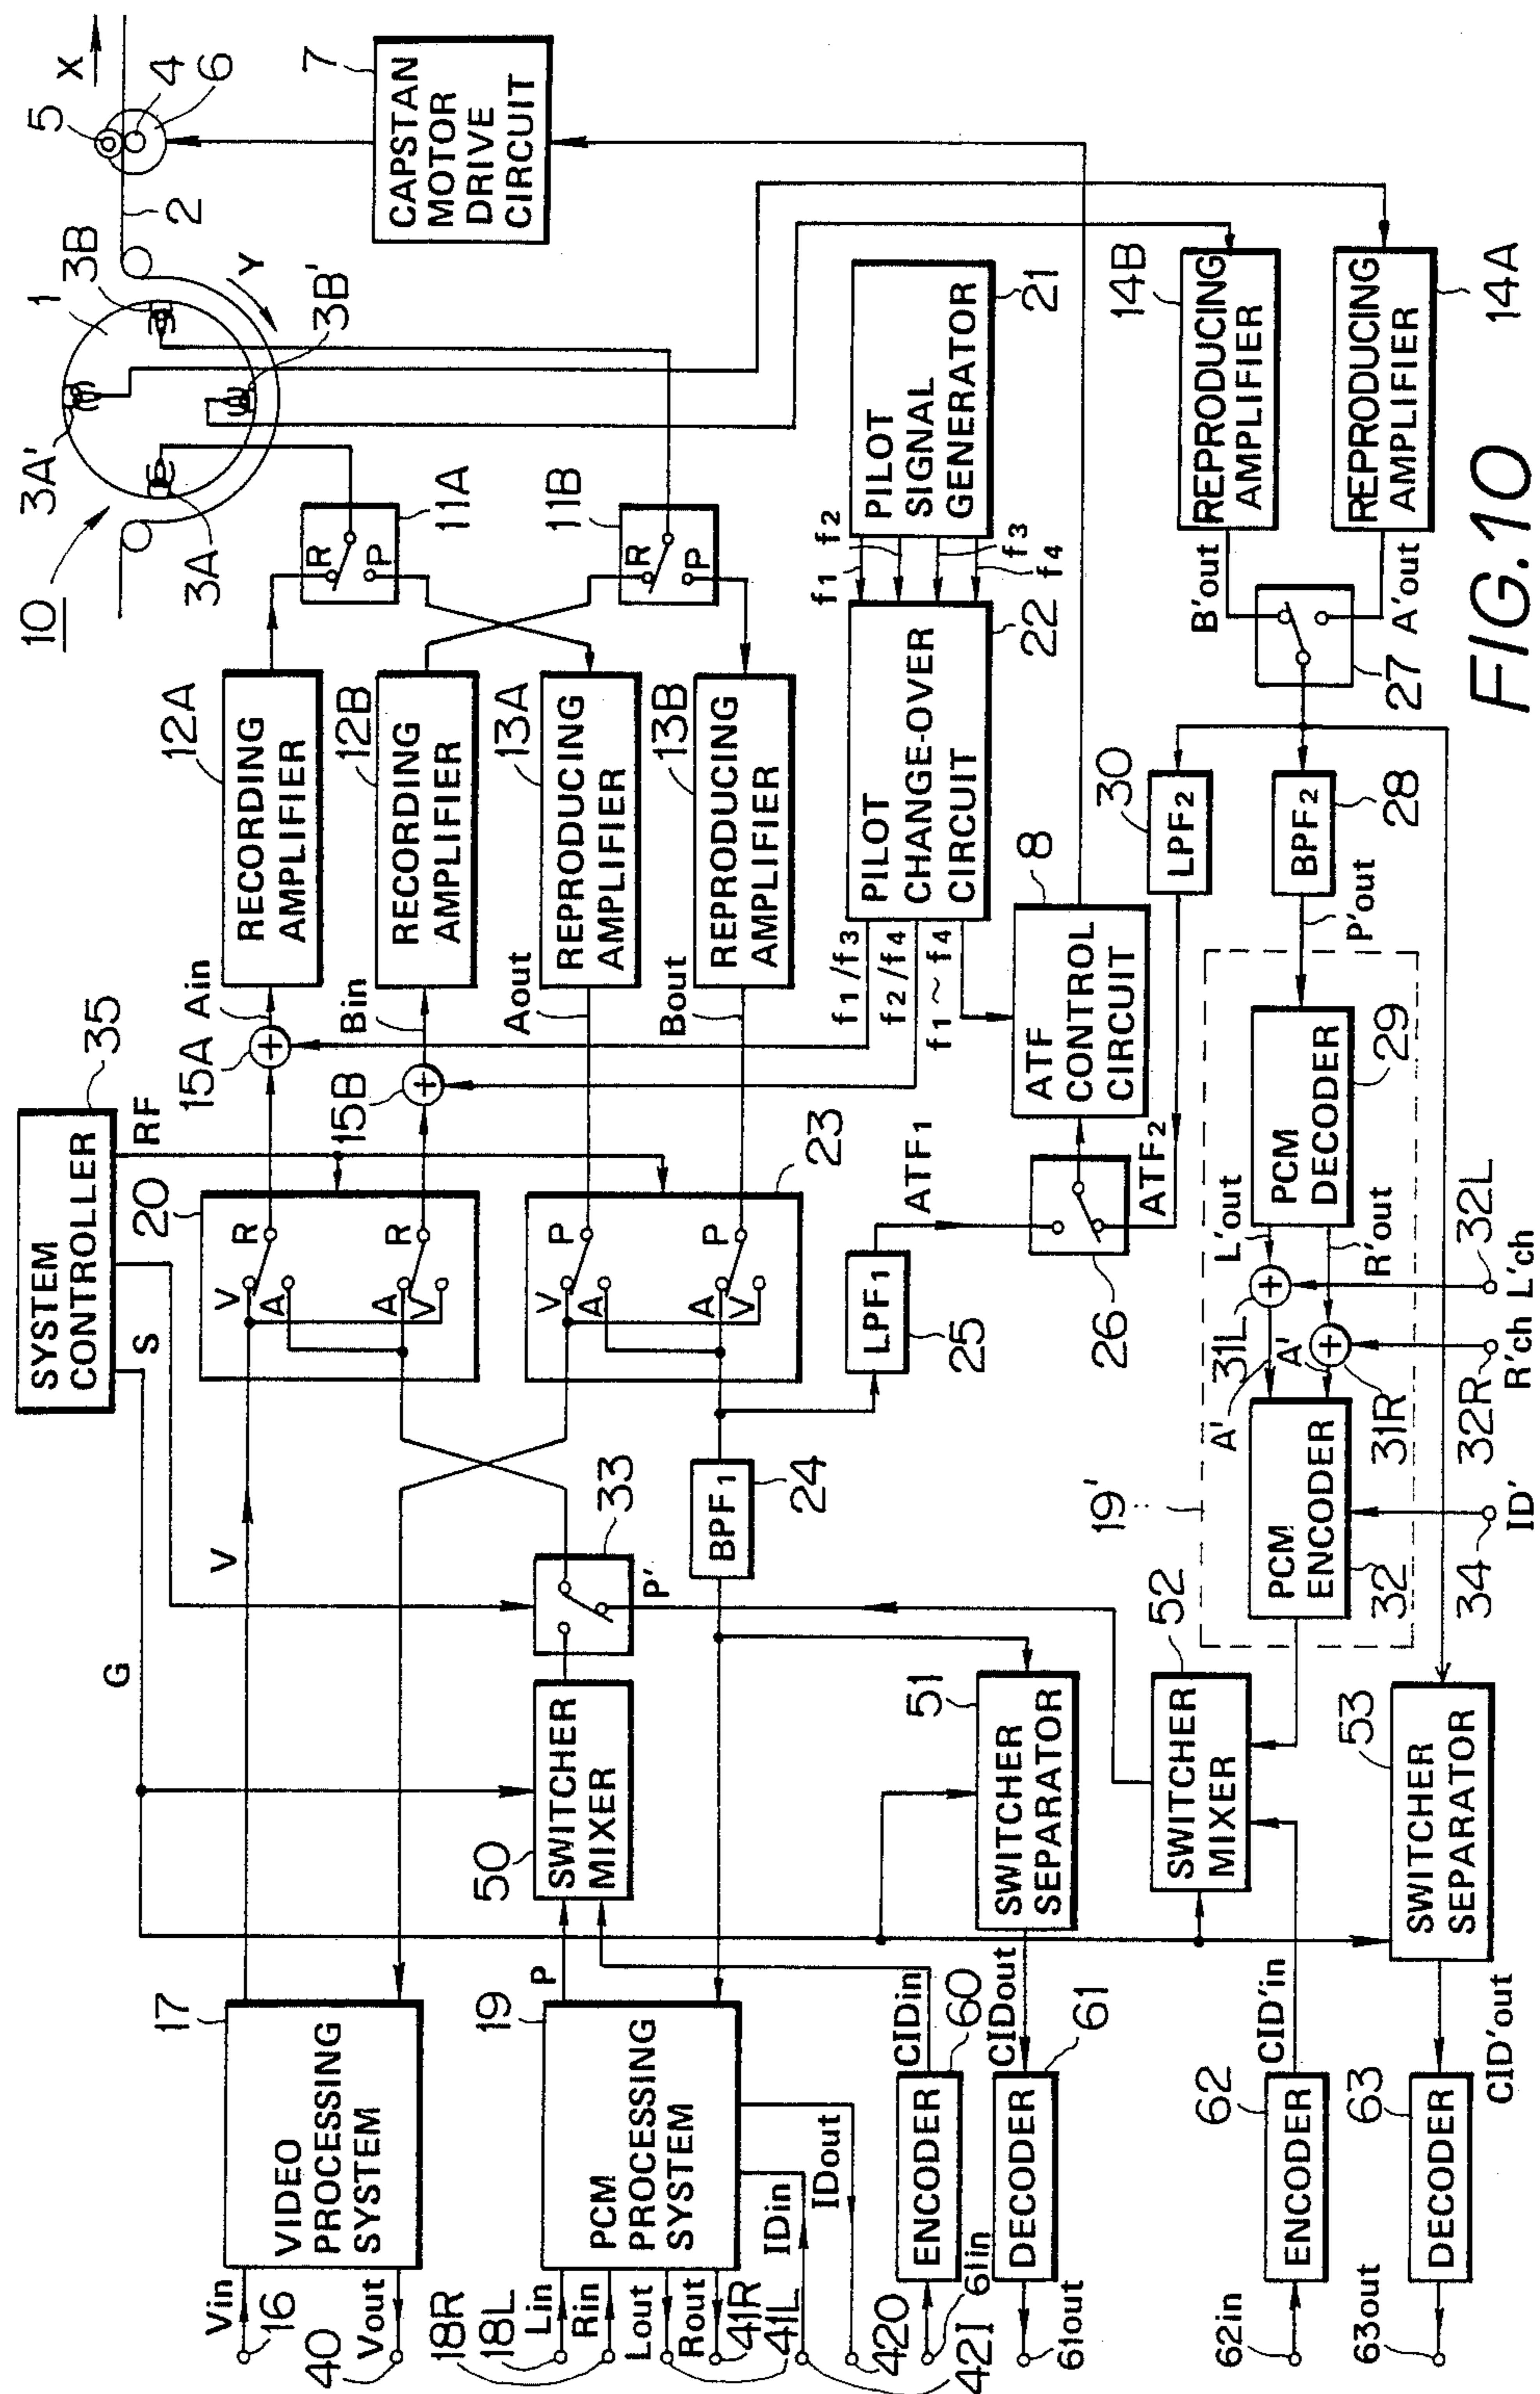 10
3A'
1
3B
5
X
4
6
2
Y
3B'
3A
7
CAPSTAN
MOTOR
DRIVE
CIRCUIT
35
SYSTEM
CONTROLLER
RF
S
G
15A
Ain
12A
RECORDING
AMPLIFIER
R
P
11A
15B
Bin
12B
RECORDING
AMPLIFIER
R
P
11B
20
V
R
A
A
R
V
Aout
13A
REPRODUCING
AMPLIFIER
Bout
13B
REPRODUCING
AMPLIFIER
23
V
P
A
A
P
V
17
VIDEO
PROCESSING
SYSTEM
V
Vin
16
Vout
40
33
P'
50
SWITCHER
MIXER
P
19
PCM
PROCESSING
SYSTEM
18R
18L
Lin
Rin
Lout
Rout
41R
41L
IDin
IDout
420
42I
BPF1
24
LPF1
25
ATF1
26
ATF2
f1/f3
f2/f4
f1~f4
PILOT
CHANGE-OVER
CIRCUIT
22
f1
f2
f3
f4
PILOT
SIGNAL
GENERATOR
21
8
ATF
CONTROL
CIRCUIT
30
LPF2
BPF2
28
P'out
27
B'out
A'out
14B
REPRODUCING
AMPLIFIER
REPRODUCING
AMPLIFIER
14A
51
SWITCHER
SEPARATOR
CIDin
60
ENCODER
61in
CIDout
61
DECODER
61out
52
SWITCHER
MIXER
19'
PCM
ENCODER
32
A'
31L
A'
31R
L'out
R'out
PCM
DECODER
29
34
ID'
32R
R'ch
32L
L'ch
CID'in
62
ENCODER
62in
53
SWITCHER
SEPARATOR
CID'out
63
DECODER
63out
FIG.10